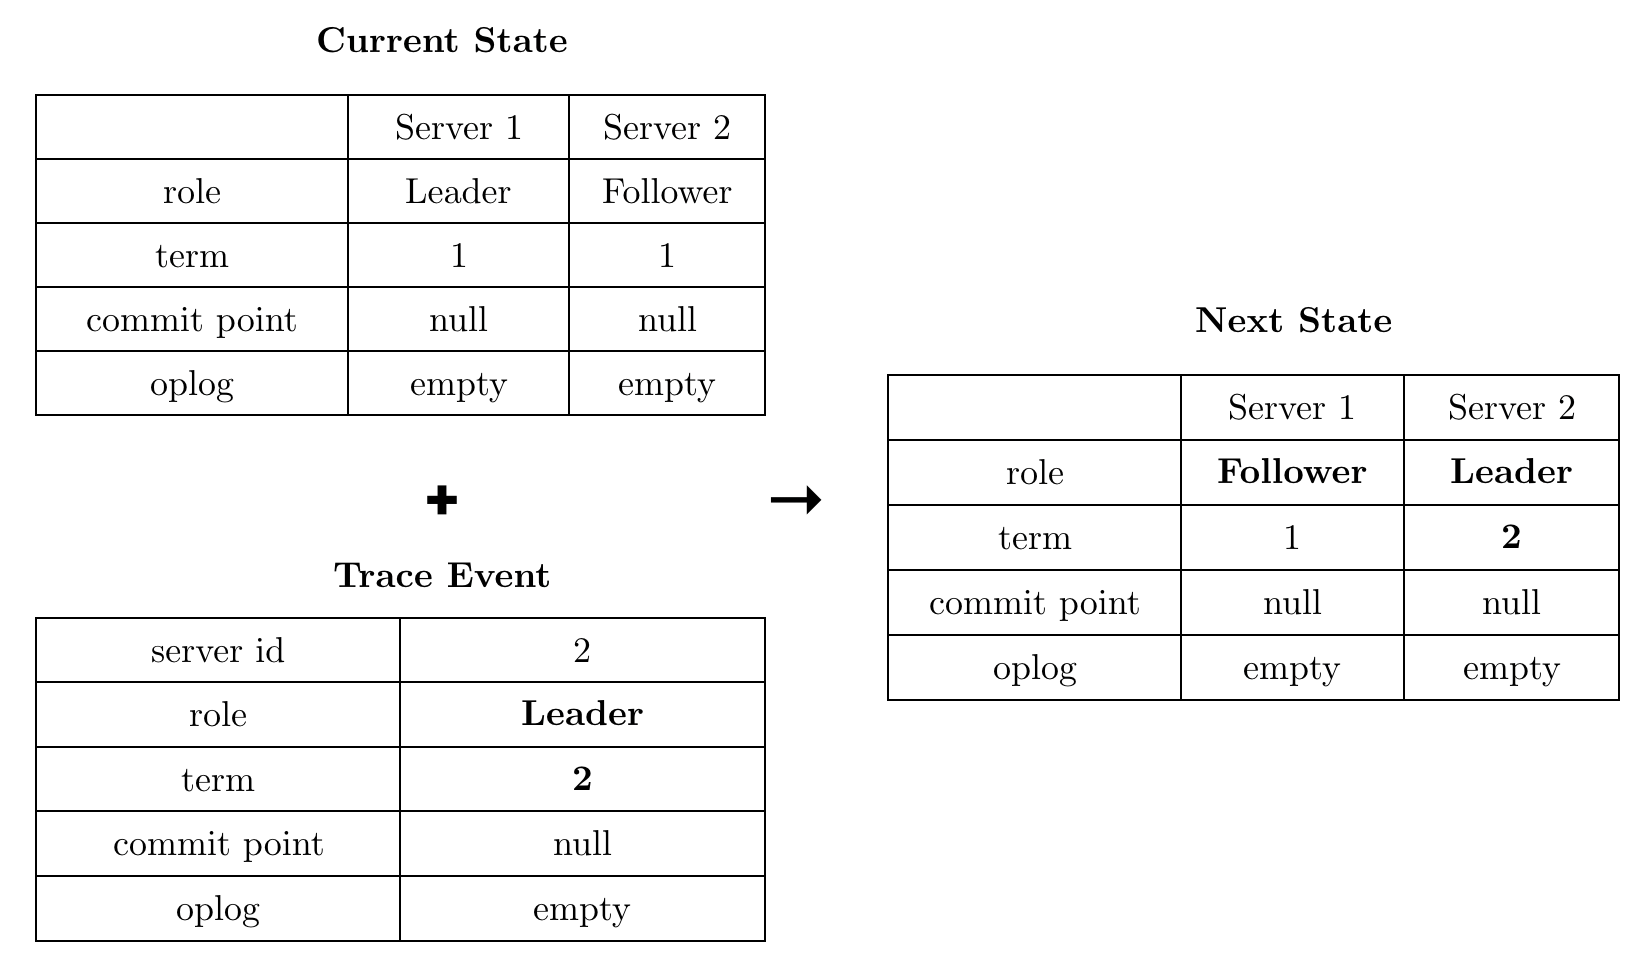 Current State
Server 1 Server 2
role Leader Follower
term 1 1
commit point null null
oplog empty empty
+
Trace Event
server id 2
role Leader
term 2
commit point null
oplog empty
→
Next State
Server 1 Server 2
role Follower Leader
term 1 2
commit point null null
oplog empty empty